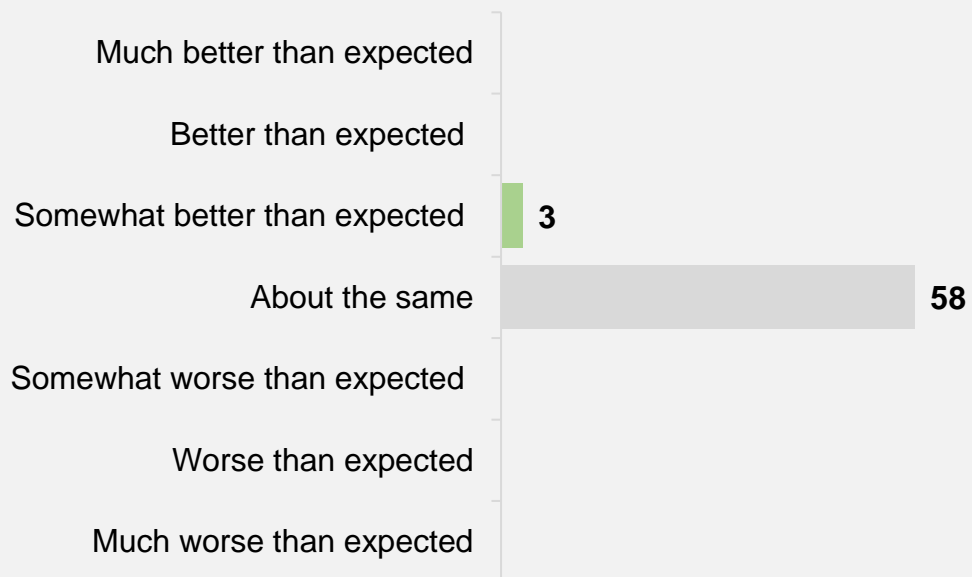 Much better than expected
Better than expected
Somewhat better than expected 3
About the same 58
Somewhat worse than expected
Worse than expected
Much worse than expected